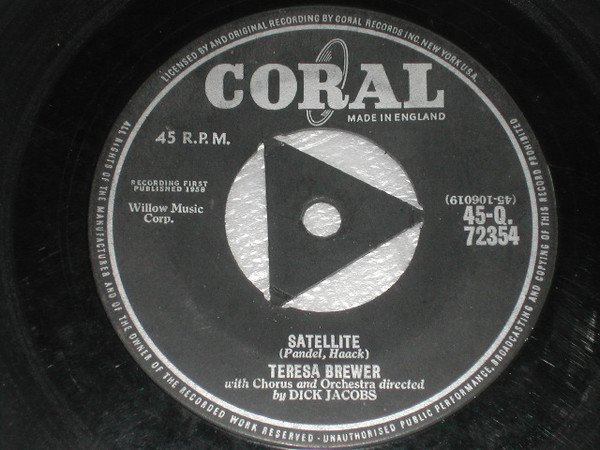 LICENSED BY AND ORIGINAL RECORDING BY CORAL RECORDS INC. NEW YORK U.S.A.
CORAL
MADE IN ENGLAND
45 R.P.M.
RECORDING FIRST
PUBLISHED 1958
Willow Music
Corp.
(45-106019)
45-Q.
72354
SATELLITE
(Pandel, Haack)
TERESA BREWER
with Chorus and Orchestra directed
by DICK JACOBS
ALL RIGHTS OF THE MANUFACTURER AND OF THE OWNER OF THE RECORDED WORK RESERVED - UNAUTHORISED PUBLIC PERFORMANCE, BROADCASTING AND COPYING OF THIS RECORD PROHIBITED